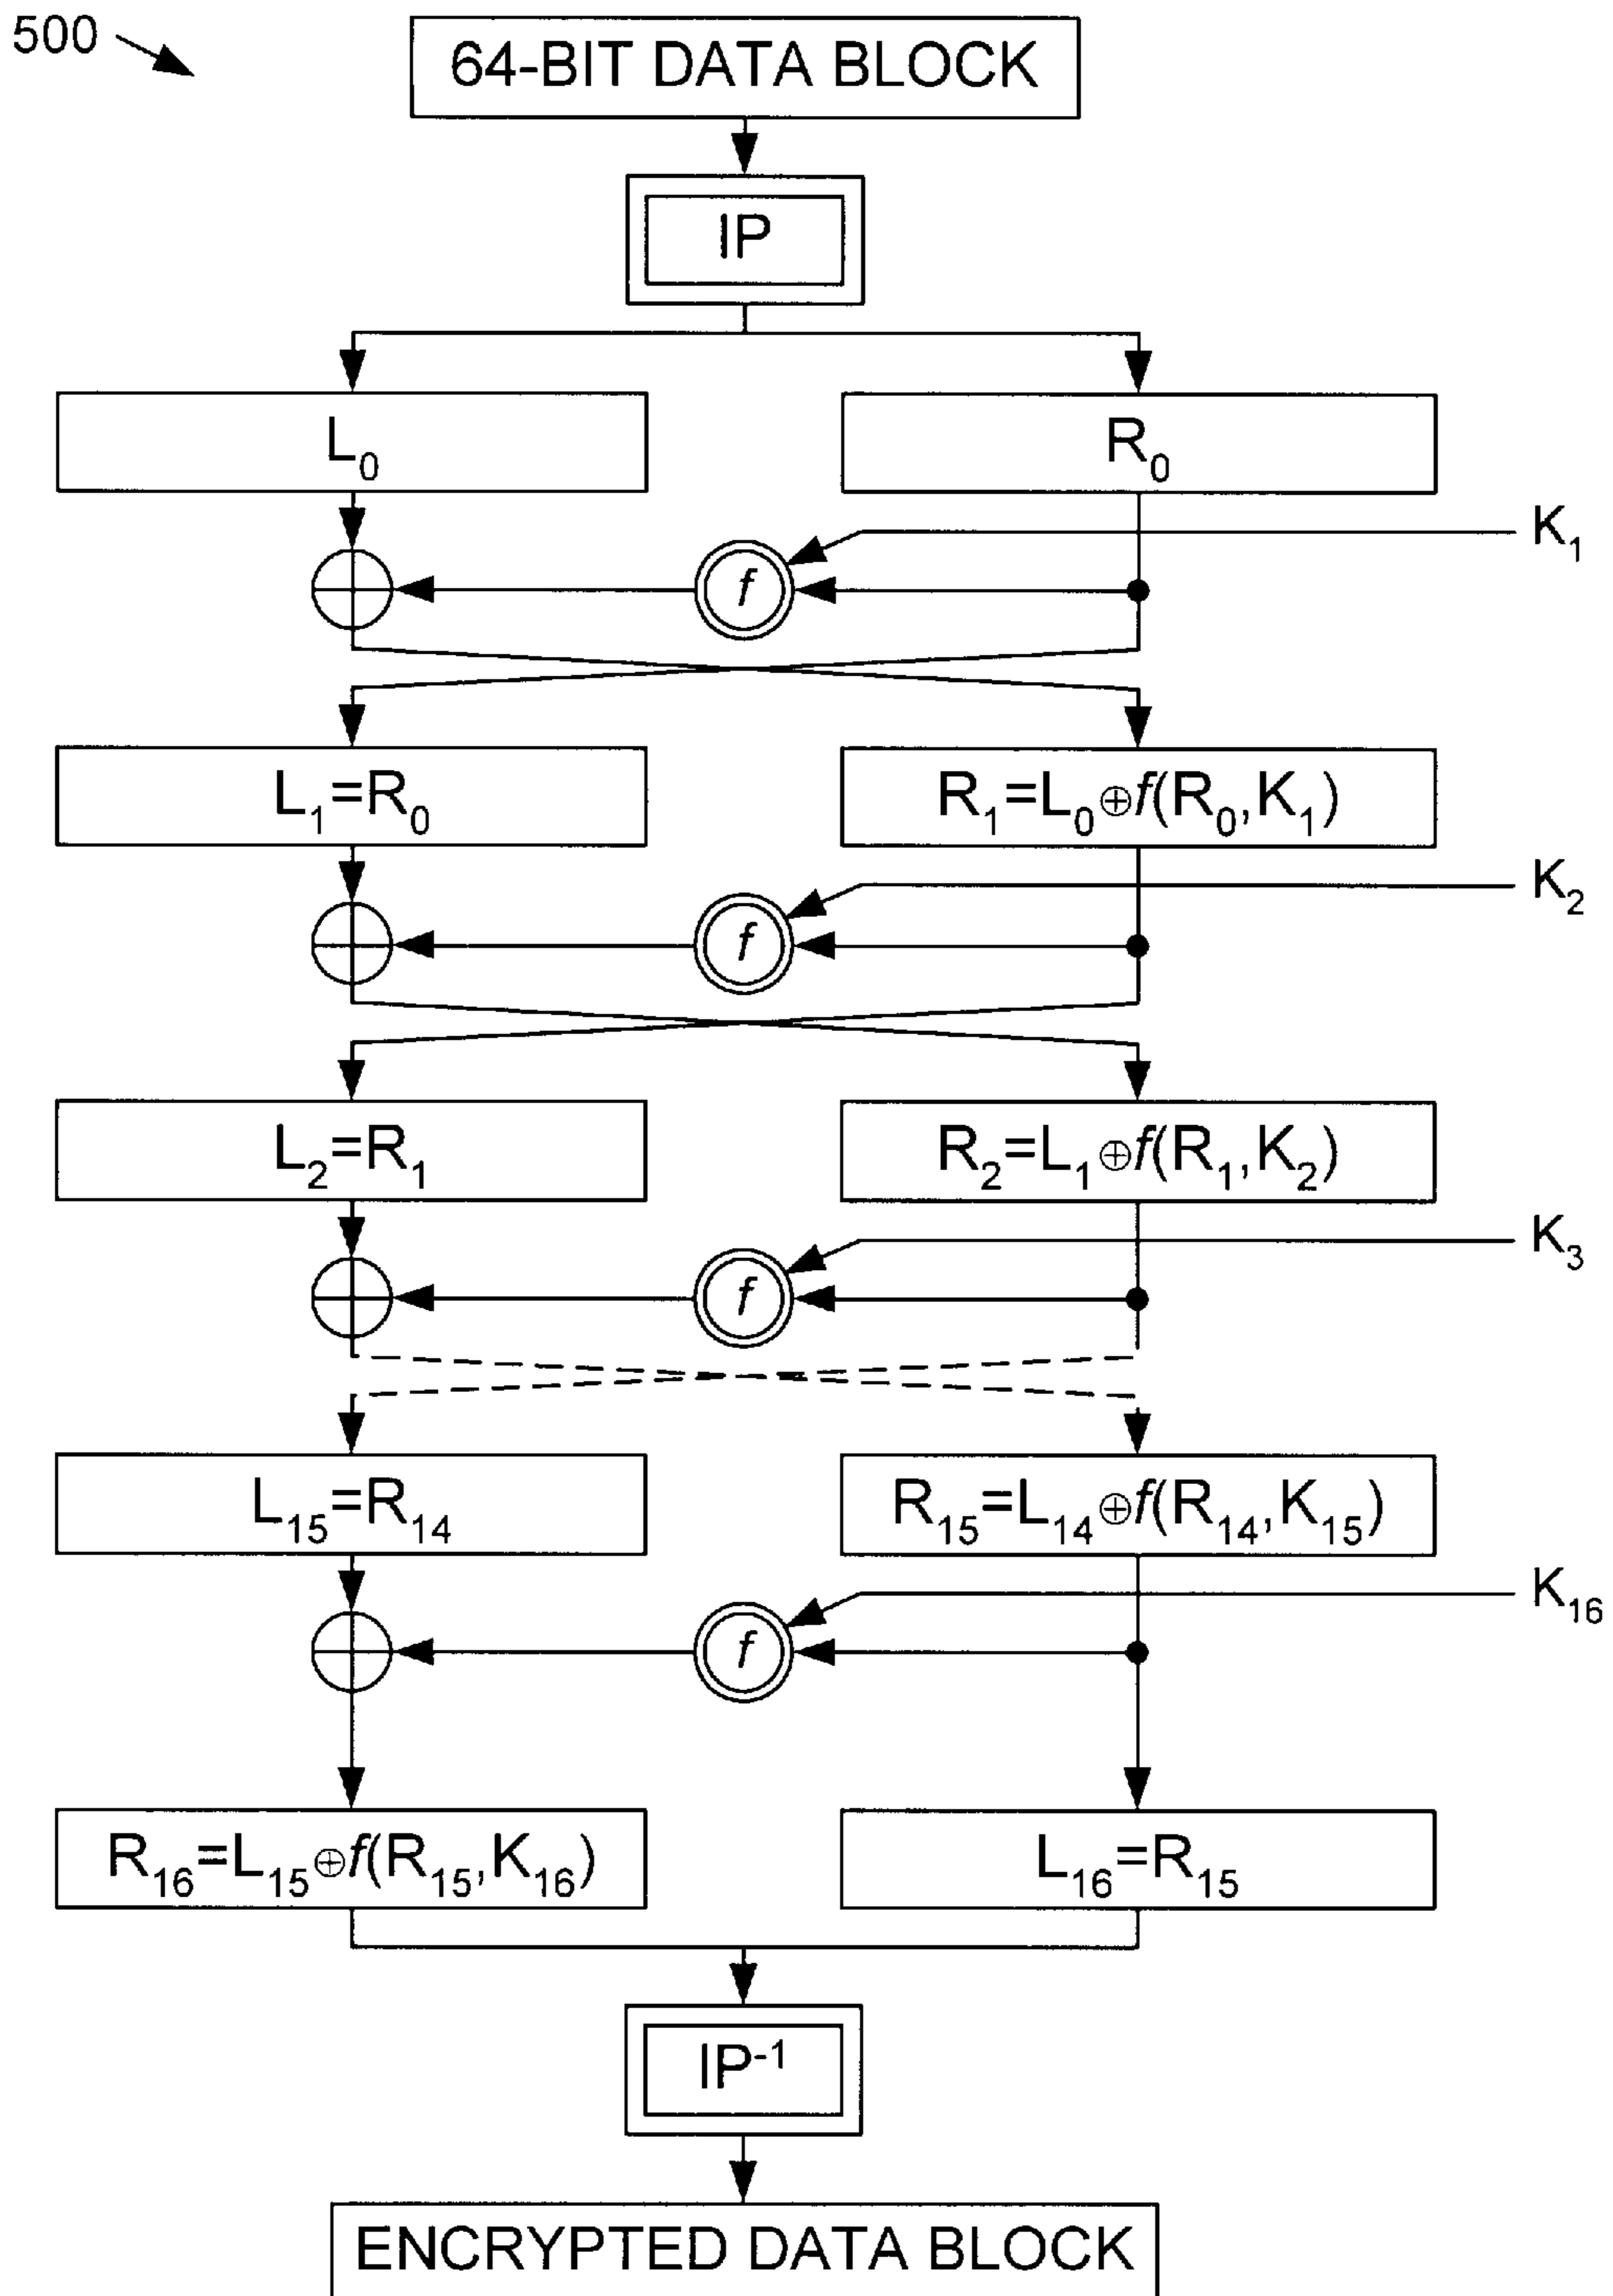 500
64-BIT DATA BLOCK
IP
L₀
R₀
K₁
f
L₁=R₀
R₁=L₀⊕f(R₀,K₁)
K₂
f
L₂=R₁
R₂=L₁⊕f(R₁,K₂)
K₃
f
L₁₅=R₁₄
R₁₅=L₁₄⊕f(R₁₄,K₁₅)
K₁₆
f
R₁₆=L₁₅⊕f(R₁₅,K₁₆)
L₁₆=R₁₅
IP⁻¹
ENCRYPTED DATA BLOCK